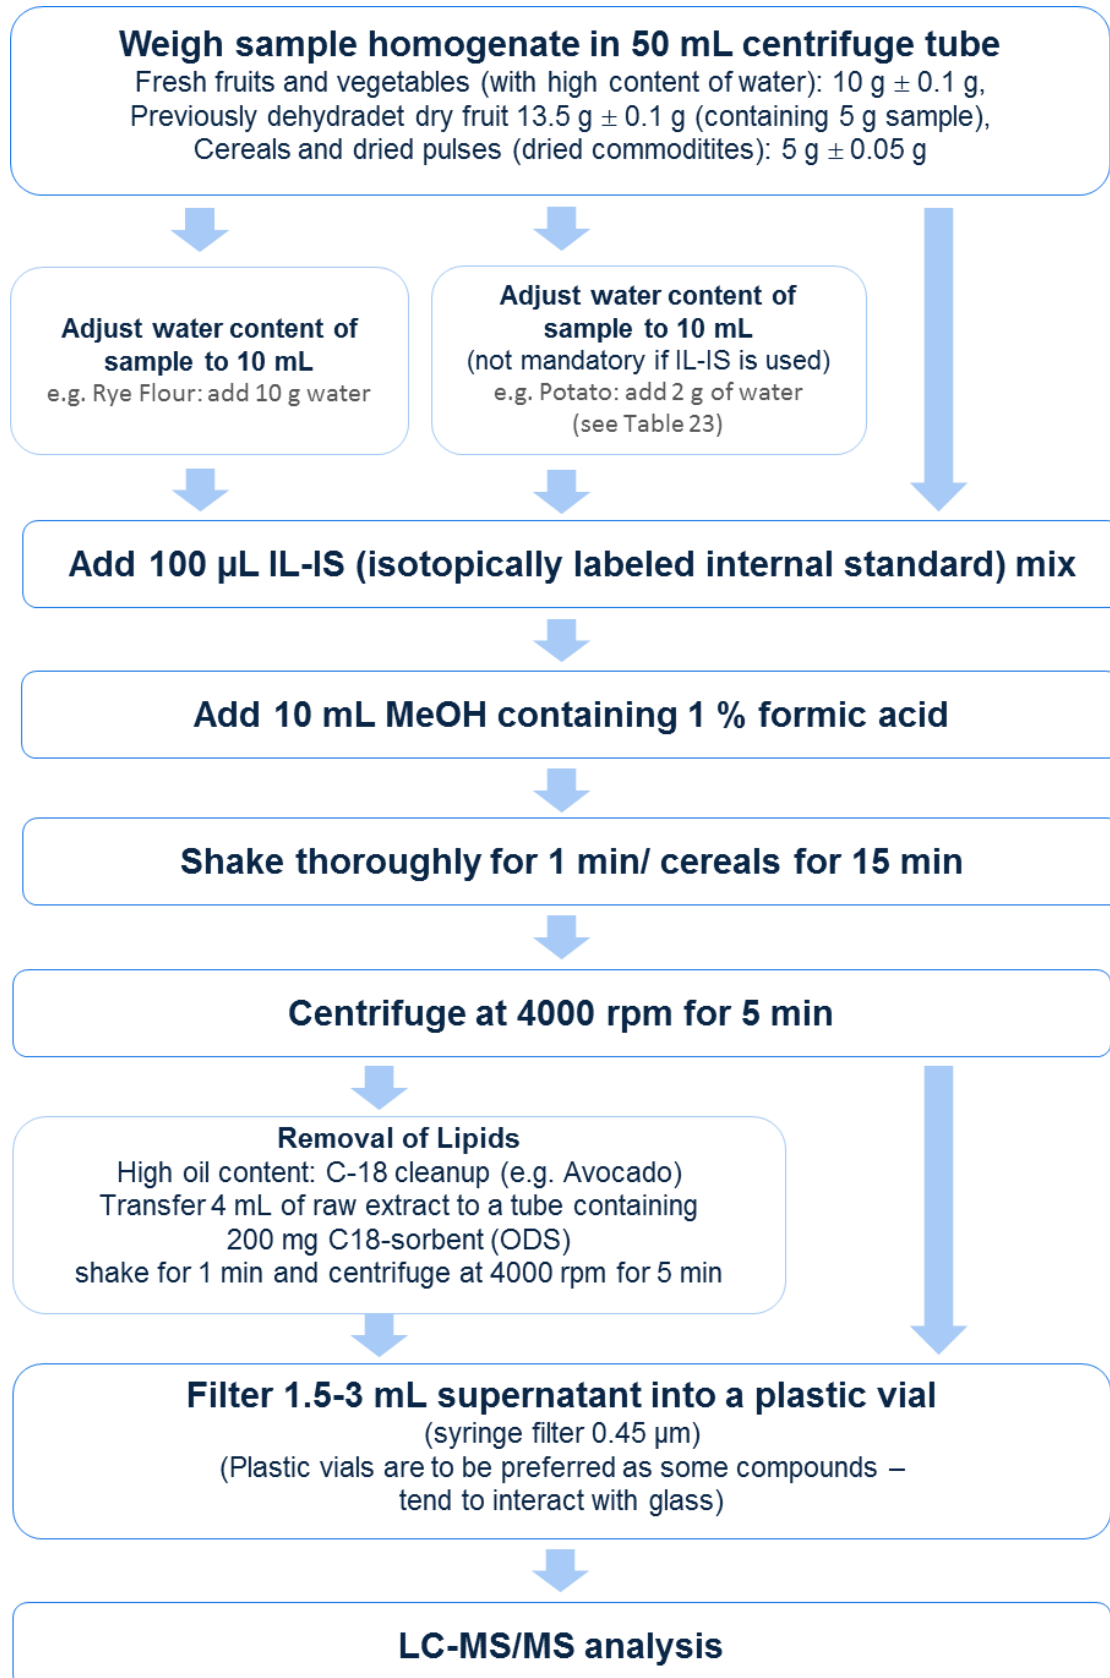 Weigh sample homogenate in 50 mL centrifuge tube
Fresh fruits and vegetables (with high content of water): 10 g ± 0.1 g,
Previously dehydradet dry fruit 13.5 g ± 0.1 g (containing 5 g sample),
Cereals and dried pulses (dried commoditites): 5 g ± 0.05 g
Adjust water content of
sample to 10 mL
e.g. Rye Flour: add 10 g water
Adjust water content of
sample to 10 mL
(not mandatory if IL-IS is used)
e.g. Potato: add 2 g of water
(see Table 23)
Add 100 µL IL-IS (isotopically labeled internal standard) mix
Add 10 mL MeOH containing 1 % formic acid
Shake thoroughly for 1 min/ cereals for 15 min
Centrifuge at 4000 rpm for 5 min
Removal of Lipids
High oil content: C-18 cleanup (e.g. Avocado)
Transfer 4 mL of raw extract to a tube containing
200 mg C18-sorbent (ODS)
shake for 1 min and centrifuge at 4000 rpm for 5 min
Filter 1.5-3 mL supernatant into a plastic vial
(syringe filter 0.45 µm)
(Plastic vials are to be preferred as some compounds –
tend to interact with glass)
LC-MS/MS analysis